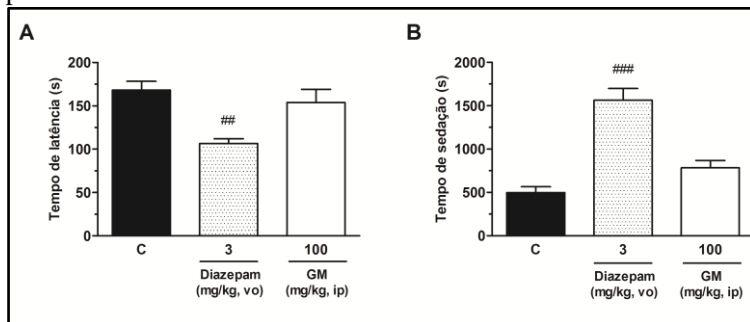 A
Tempo de latência (s)
200
150
100
50
0
##
C
3
100
Diazepam
(mg/kg, vo)
GM
(mg/kg, ip)
B
Tempo de sedação (s)
2000
1500
1000
500
0
###
C
3
100
Diazepam
(mg/kg, vo)
GM
(mg/kg, ip)